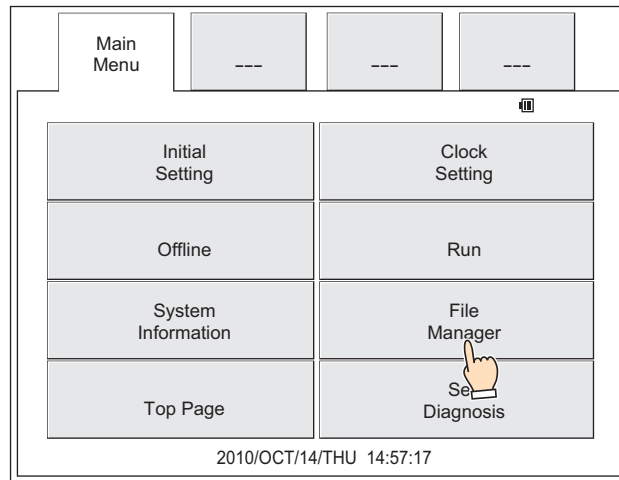 Main
Menu
---
---
---
Initial
Setting
Clock
Setting
Offline
Run
System
Information
File
Manager
Top Page
Se
Diagnosis
2010/OCT/14/THU 14:57:17